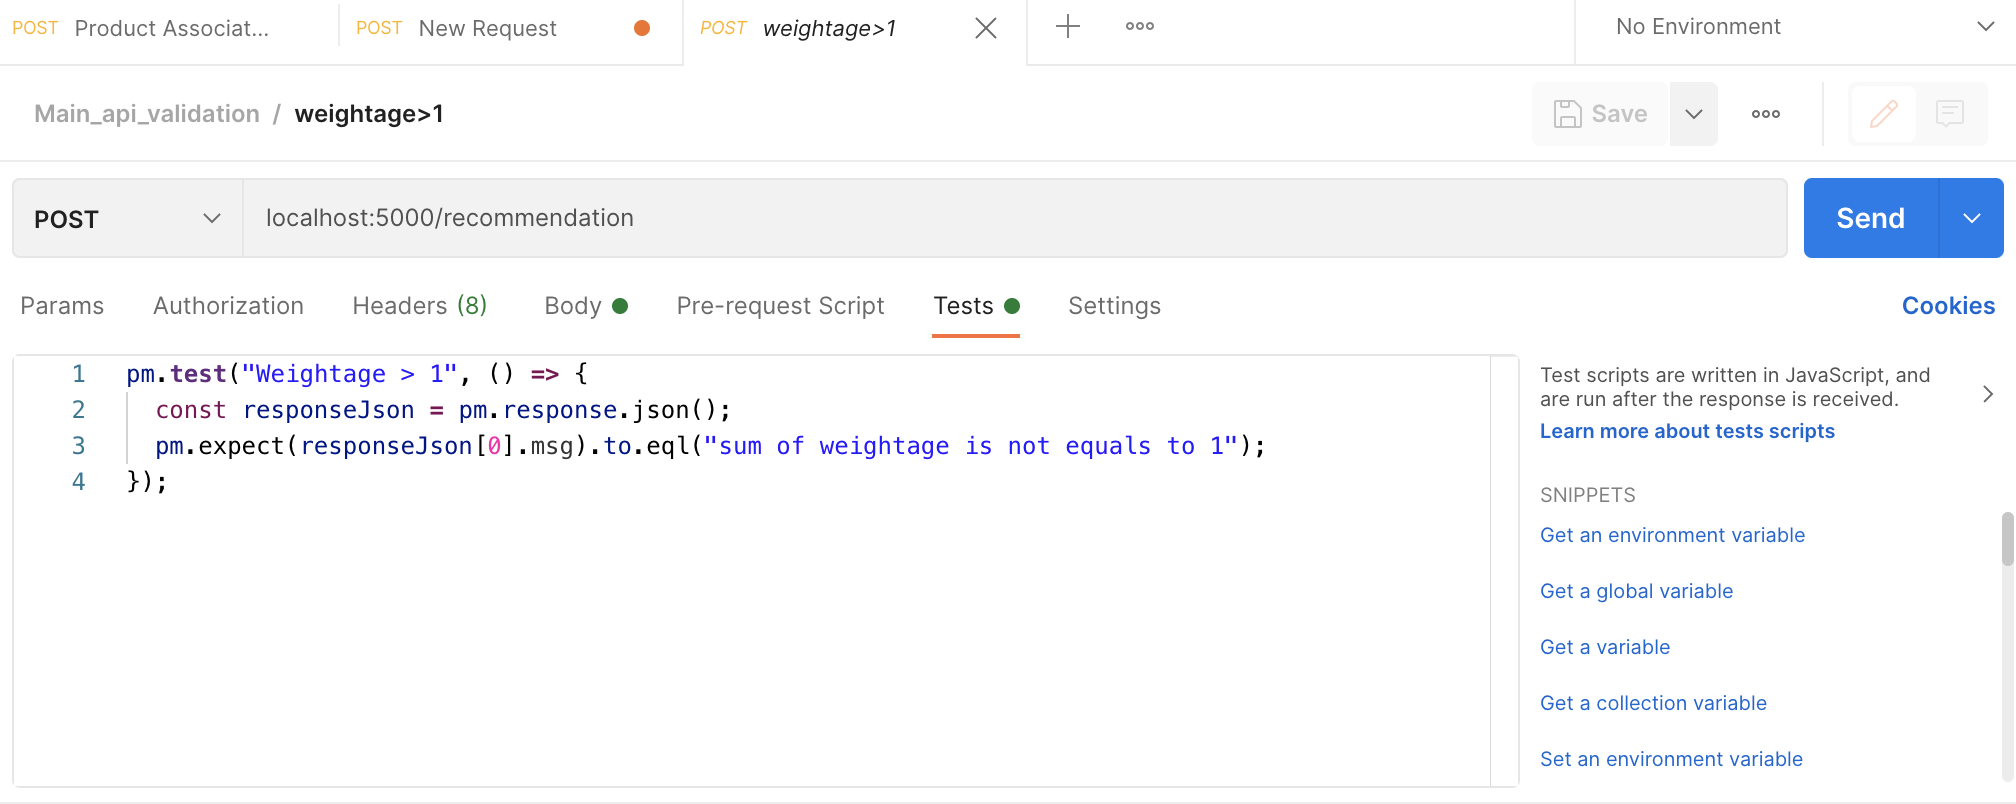 POST Product Associat... POST New Request POST weightage>1 No Environment
Main_api_validation / weightage>1 Save
POST localhost:5000/recommendation Send
Params Authorization Headers (8) Body Pre-request Script Tests Settings Cookies
1 pm.test("Weightage > 1", () => {
2 const responseJson = pm.response.json();
3 pm.expect(responseJson[0].msg).to.eql("sum of weightage is not equals to 1");
4 });
Test scripts are written in JavaScript, and
are run after the response is received.
Learn more about tests scripts
SNIPPETS
Get an environment variable
Get a global variable
Get a variable
Get a collection variable
Set an environment variable